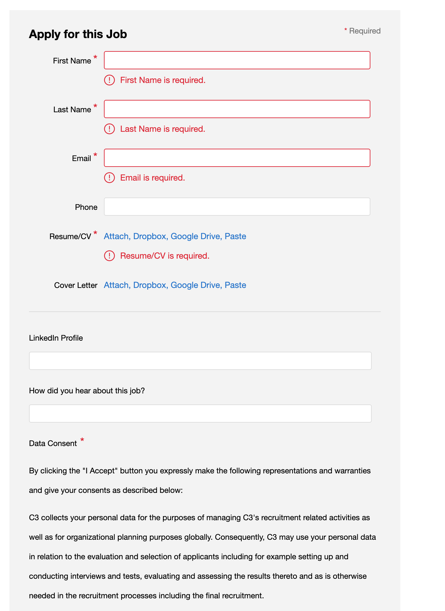 Apply for this Job
* Required
First Name *
First Name is required.
Last Name *
Last Name is required.
Email *
Email is required.
Phone
Resume/CV * Attach, Dropbox, Google Drive, Paste
Resume/CV is required.
Cover Letter Attach, Dropbox, Google Drive, Paste
LinkedIn Profile
How did you hear about this job?
Data Consent *
By clicking the "I Accept" button you expressly make the following representations and warranties
and give your consents as described below:
C3 collects your personal data for the purposes of managing C3's recruitment related activities as
well as for organizational planning purposes globally. Consequently, C3 may use your personal data
in relation to the evaluation and selection of applicants including for example setting up and
conducting interviews and tests, evaluating and assessing the results thereto and as is otherwise
needed in the recruitment processes including the final recruitment.